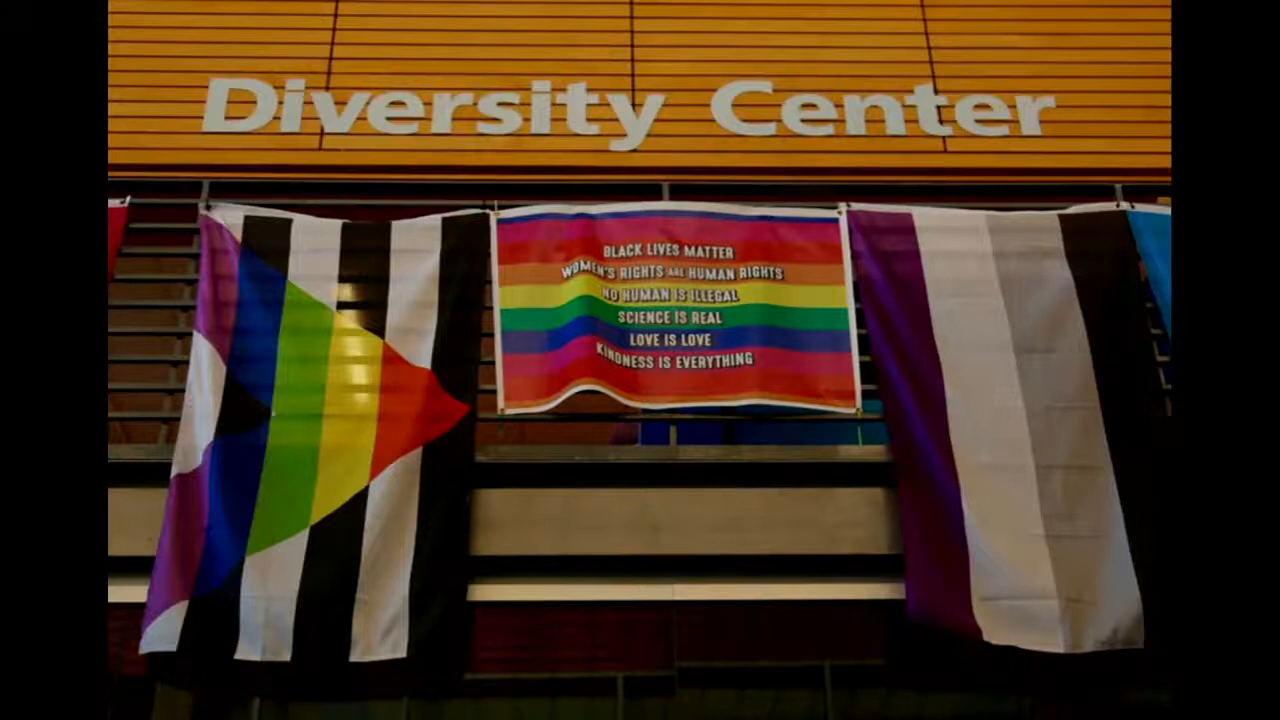 Diversity Center
BLACK LIVES MATTER
WOMEN'S RIGHTS ARE HUMAN RIGHTS
NO HUMAN IS ILLEGAL
SCIENCE IS REAL
LOVE IS LOVE
KINDNESS IS EVERYTHING